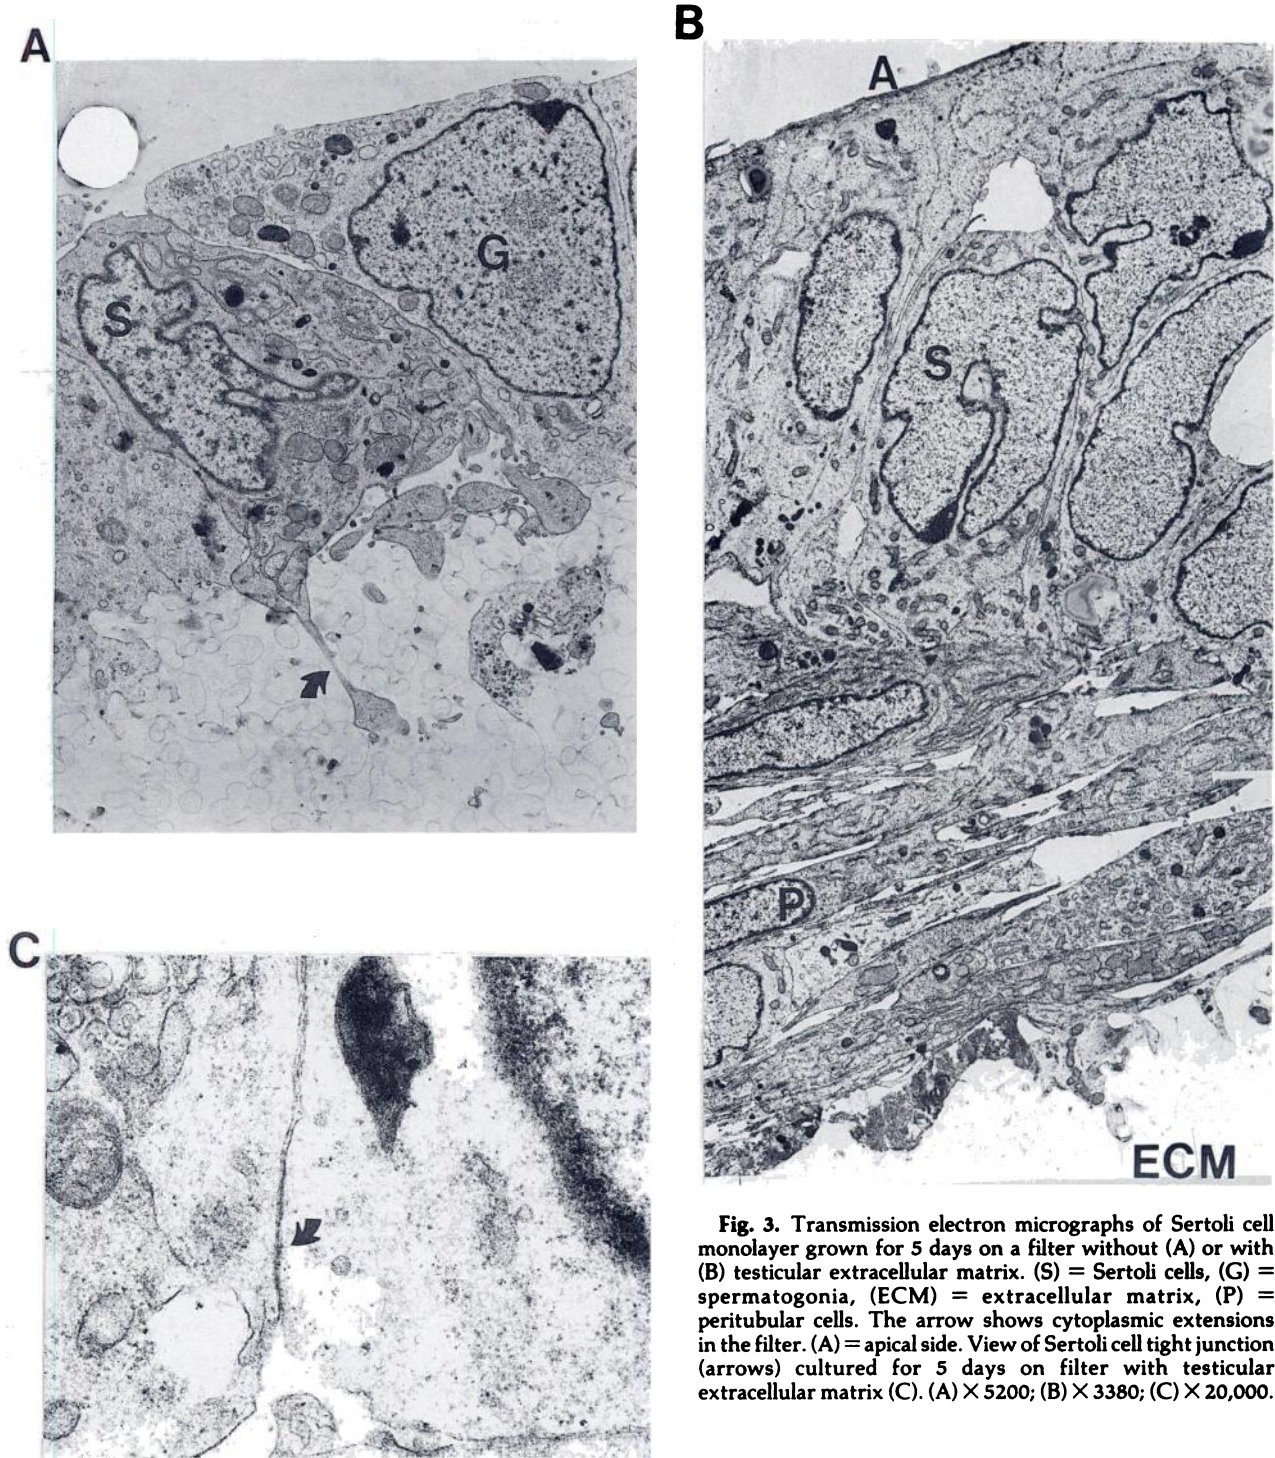 A
G
S
B
A
S
P
ECM
C
Fig. 3. Transmission electron micrographs of Sertoli cell
monolayer grown for 5 days on a filter without (A) or with
(B) testicular extracellular matrix. (S) = Sertoli cells, (G) =
spermatogonia, (ECM) = extracellular matrix, (P) =
peritubular cells. The arrow shows cytoplasmic extensions
in the filter. (A) = apical side. View of Sertoli cell tight junction
(arrows) cultured for 5 days on filter with testicular
extracellular matrix (C). (A) × 5200; (B) × 3380; (C) × 20,000.